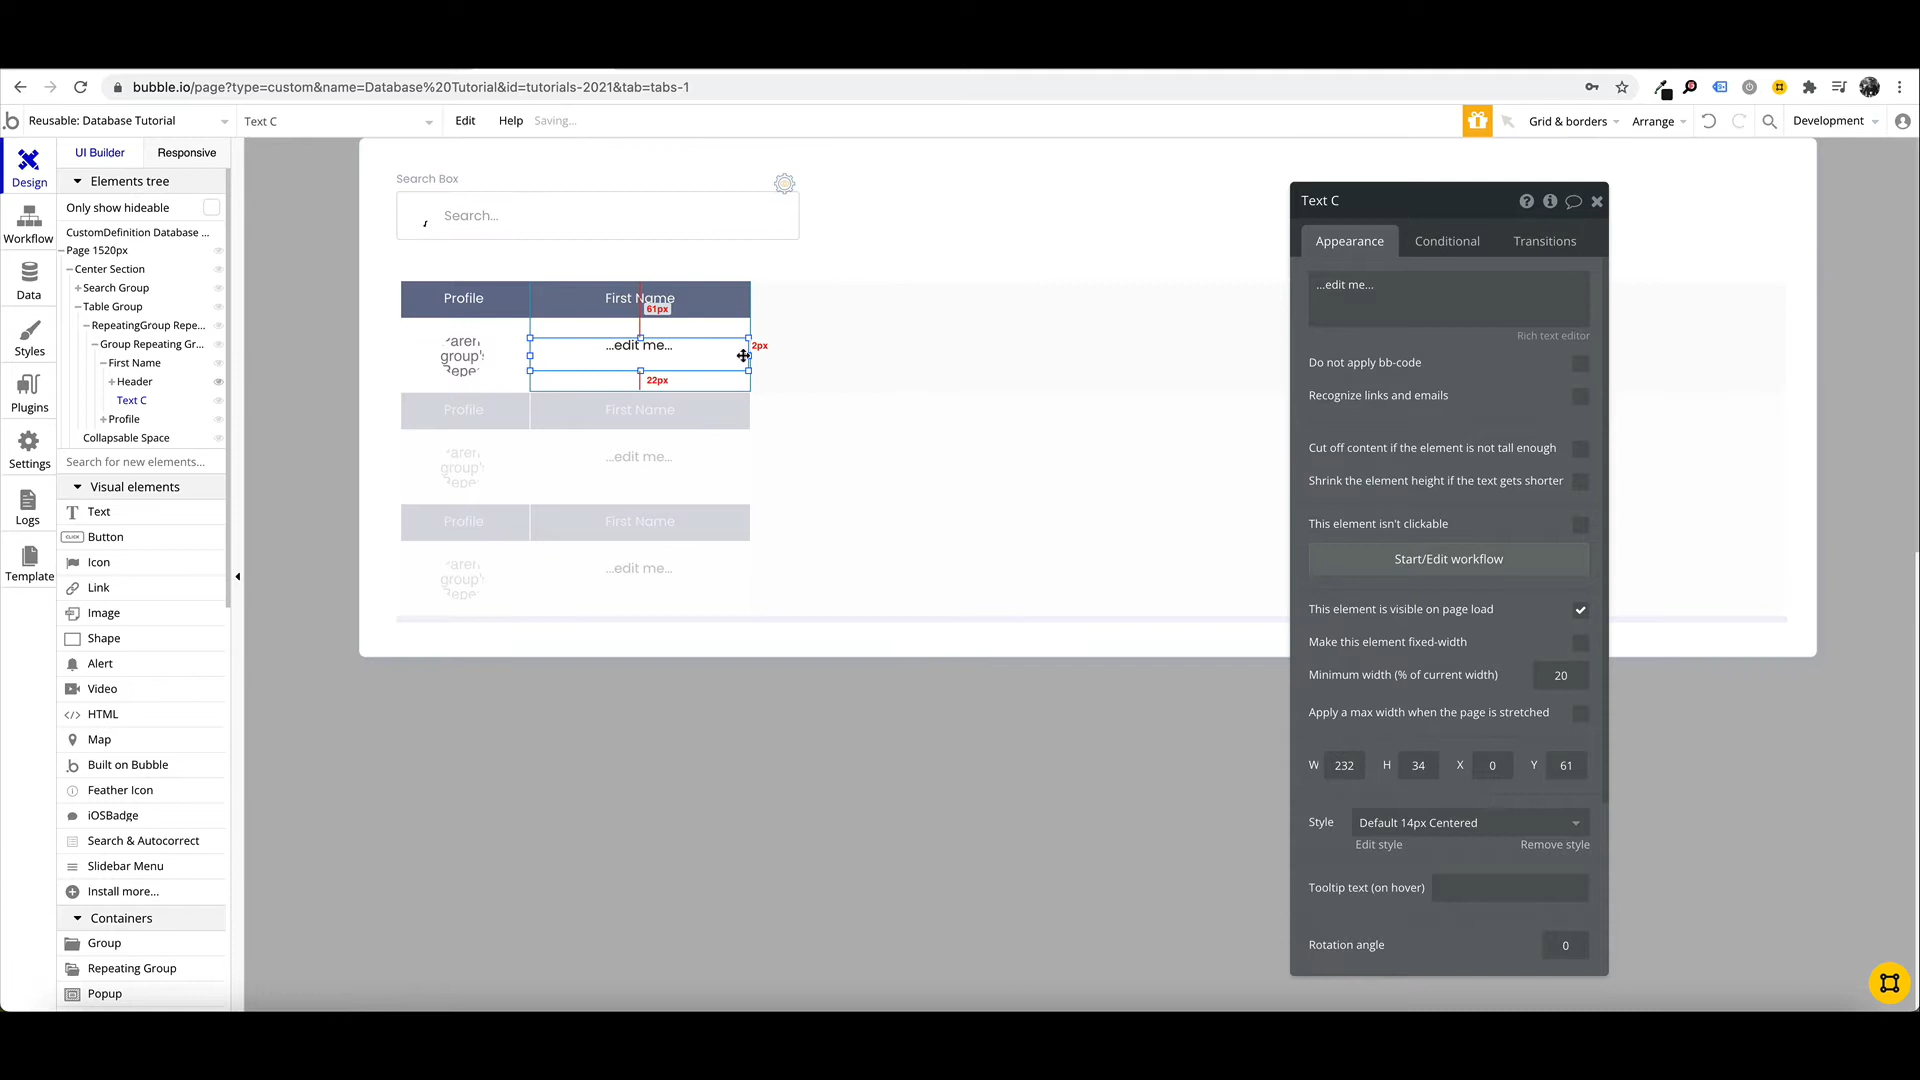 bubble.io/page?type=custom&name=Database%20Tutorial&id=tutorials-2021&tab=tabs-1
Reusable: Database Tutorial
Text C
Edit
Help
Saving...
Grid & borders
Arrange
Development
Design
Workflow
Data
Styles
Plugins
Settings
Logs
Template
UI Builder
Responsive
Elements tree
Only show hideable
CustomDefinition Database ...
Page 1520px
Center Section
Search Group
Table Group
RepeatingGroup Repe...
Group Repeating Gr...
First Name
Header
Text C
Profile
Collapsable Space
Search for new elements...
Visual elements
Text
CLICK Button
Icon
Link
Image
Shape
Alert
Video
HTML
Map
Built on Bubble
Feather Icon
iOSBadge
Search & Autocorrect
Slidebar Menu
Install more...
Containers
Group
Repeating Group
Popup
Search Box
Search...
Profile
First Name
61px
group's
...edit me...
2px
22px
Profile
First Name
group's
...edit me...
Profile
First Name
group's
...edit me...
Text C
Appearance
Conditional
Transitions
...edit me...
Rich text editor
Do not apply bb-code
Recognize links and emails
Cut off content if the element is not tall enough
Shrink the element height if the text gets shorter
This element isn't clickable
Start/Edit workflow
This element is visible on page load
Make this element fixed-width
Minimum width (% of current width) 20
Apply a max width when the page is stretched
W 232 H 34 X 0 Y 61
Style Default 14px Centered
Edit style
Remove style
Tooltip text (on hover)
Rotation angle 0